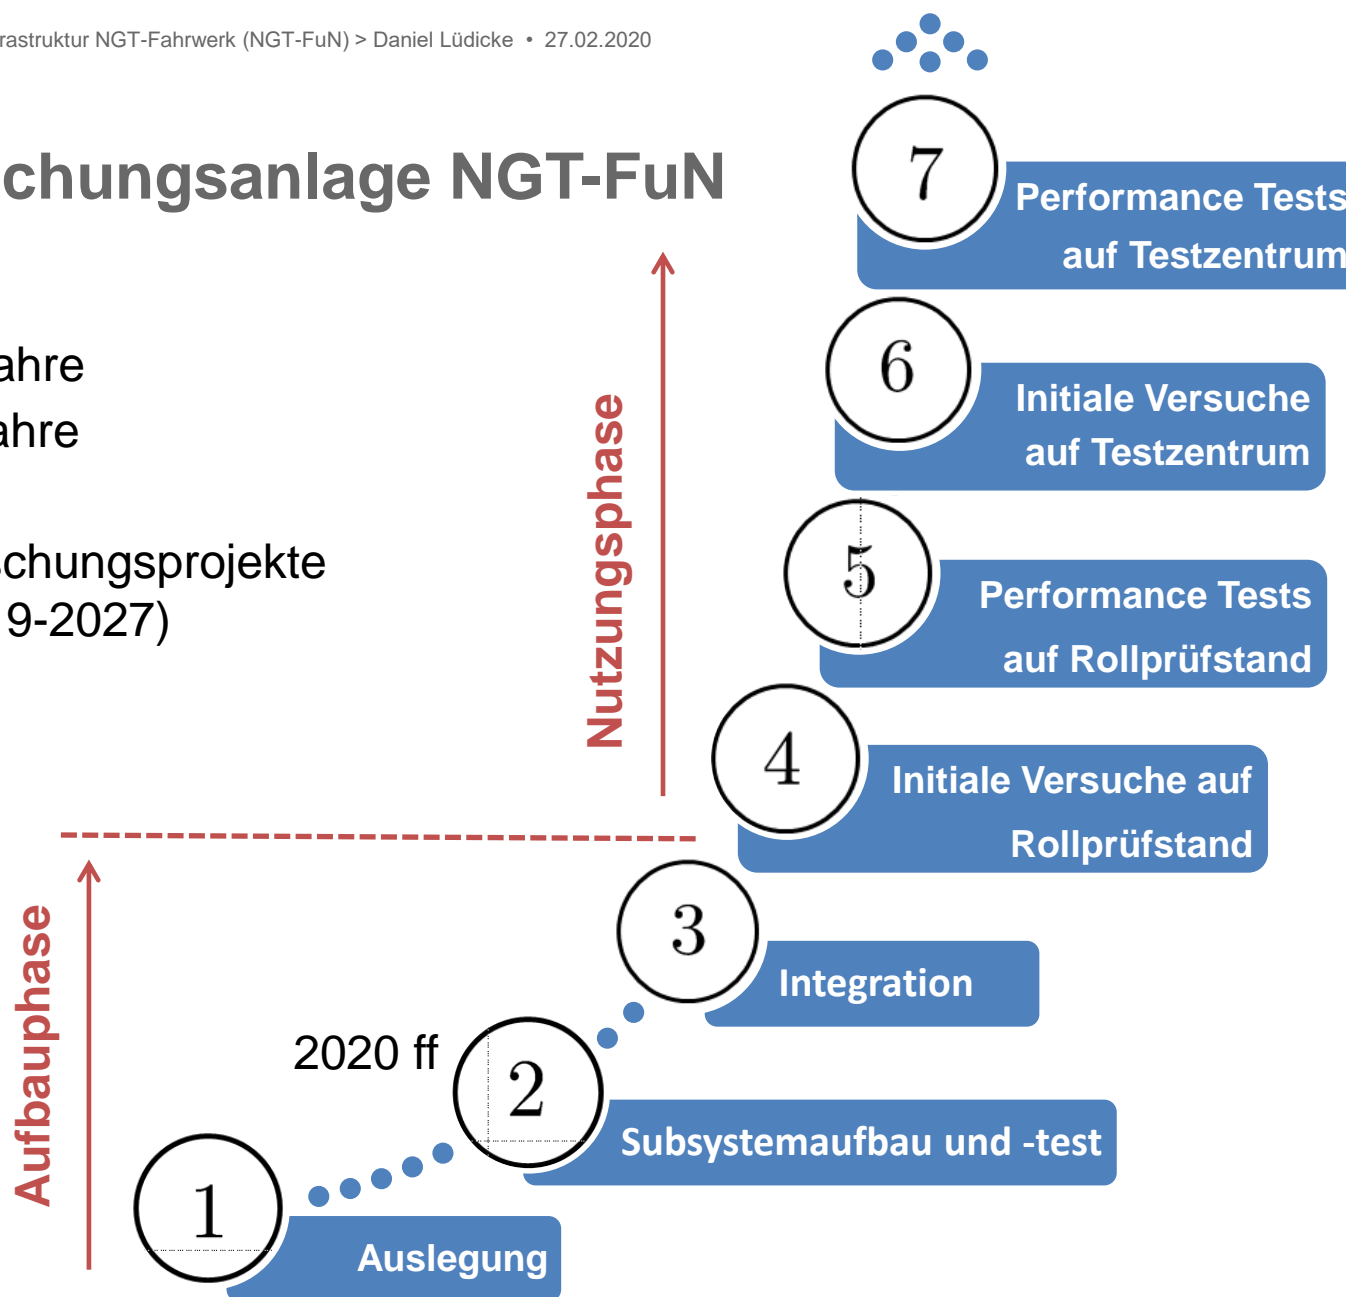 rastruktur NGT-Fahrwerk (NGT-FuN) > Daniel Lüdicke • 27.02.2020
chungsanlage NGT-FuN
ahre
ahre
schungsprojekte
9-2027)
Nutzungsphase
7
Performance Tests
auf Testzentrum
6
Initiale Versuche
auf Testzentrum
5
Performance Tests
auf Rollprüfstand
4
Initiale Versuche auf
Rollprüfstand
Aufbauphase
3
Integration
2020 ff
2
Subsystemaufbau und -test
1
Auslegung